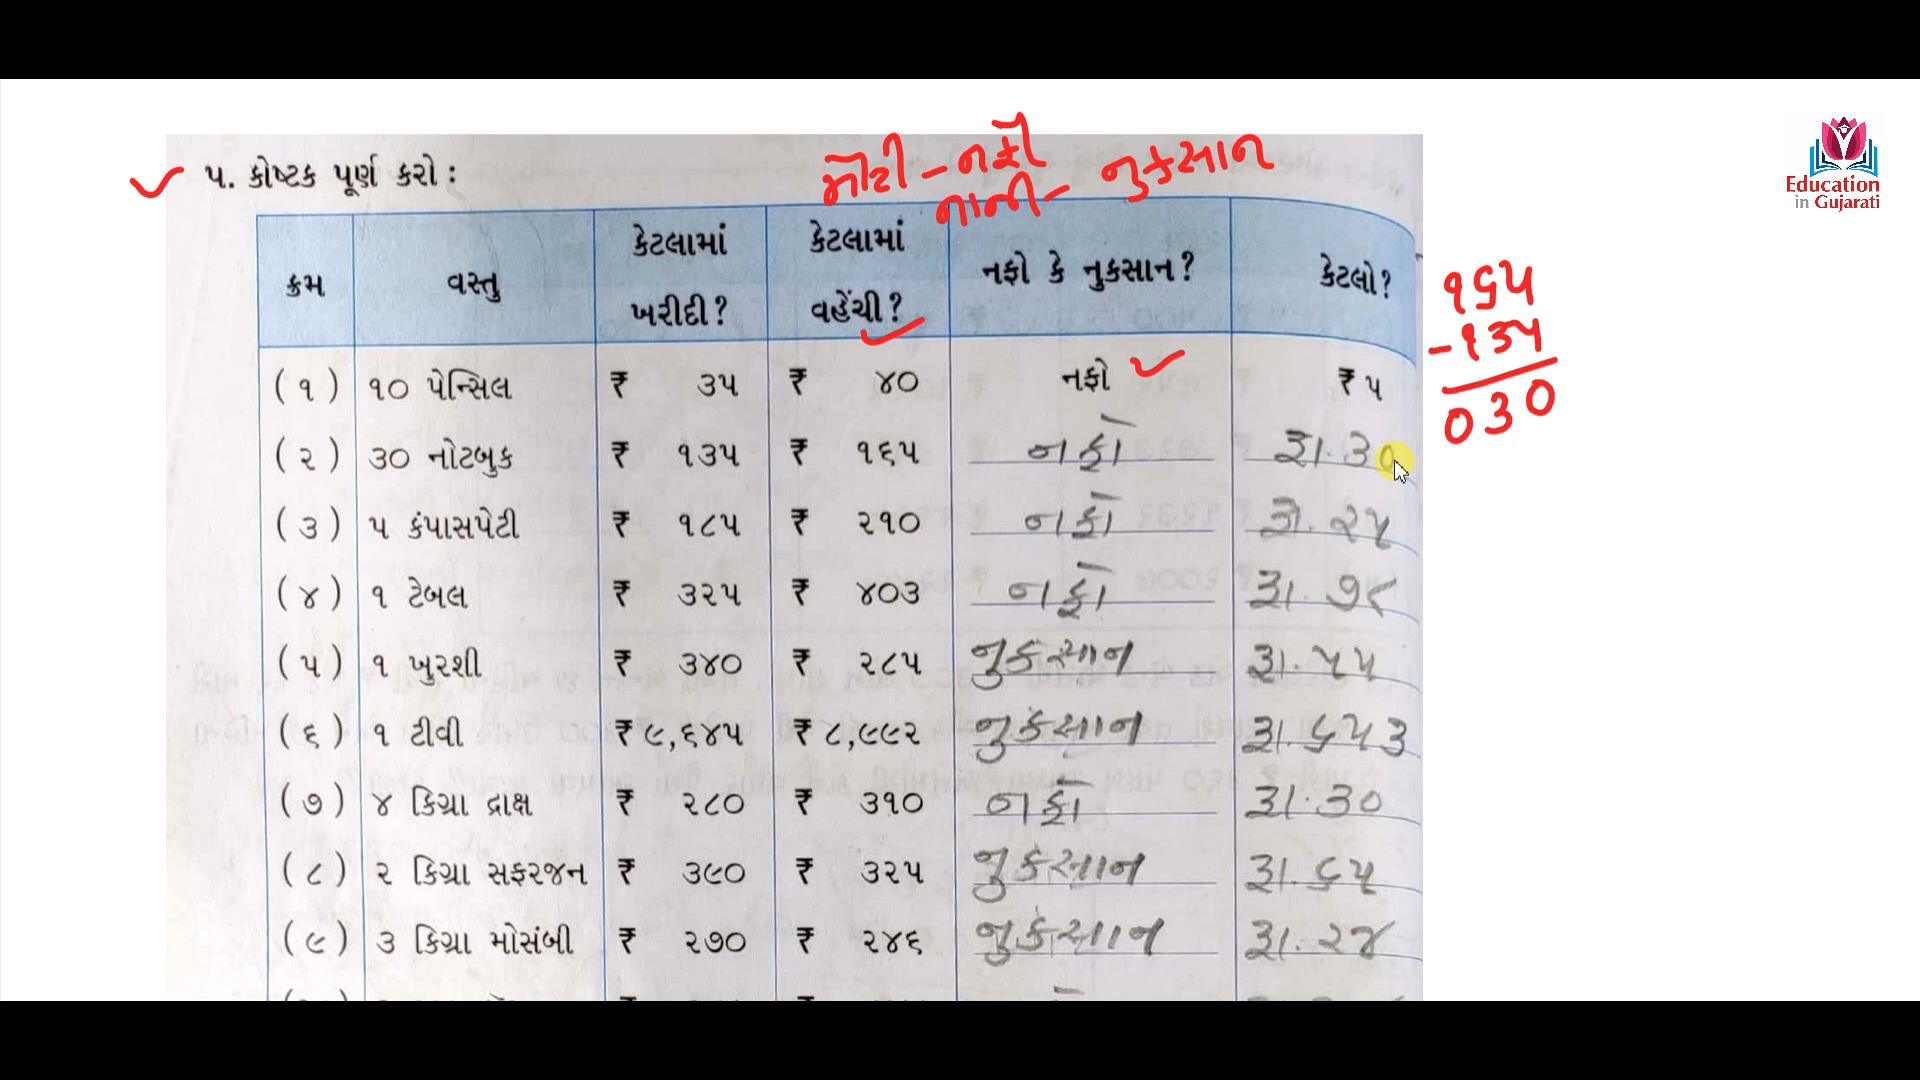 મોટી - નફો
નાની - નુકસાન
Education
in Gujarati
૫. કોષ્ટક પૂર્ણ કરો :
ક્રમ વસ્તુ કેટલામાં ખરીદી? કેટલામાં વહેંચી? નફો કે નુકસાન? કેટલો?
(૧) ૧૦ પેન્સિલ ₹ ૩૫ ₹ ૪૦ નફો ₹ ૫
(૨) ૩૦ નોટબુક ₹ ૧૩૫ ₹ ૧૬૫ નફો રૂા. ૩૦
(૩) ૫ કંપાસપેટી ₹ ૧૮૫ ₹ ૨૧૦ નફો રૂા. ૨૫
(૪) ૧ ટેબલ ₹ ૩૨૫ ₹ ૪૦૩ નફો રૂા. ૭૮
(૫) ૧ ખુરશી ₹ ૩૪૦ ₹ ૨૮૫ નુકસાન રૂા. ૫૫
(૬) ૧ ટીવી ₹ ૯,૬૪૫ ₹ ૮,૯૯૨ નુકસાન રૂા. ૬૫૩
(૭) ૪ કિગ્રા દ્રાક્ષ ₹ ૨૮૦ ₹ ૩૧૦ નફો રૂા. ૩૦
(૮) ૨ કિગ્રા સફરજન ₹ ૩૯૦ ₹ ૩૨૫ નુકસાન રૂા. ૬૫
(૯) ૩ કિગ્રા મોસંબી ₹ ૨૭૦ ₹ ૨૪૬ નુકસાન રૂા. ૨૪
૧૬૫
- ૧૩૫
૦૩૦